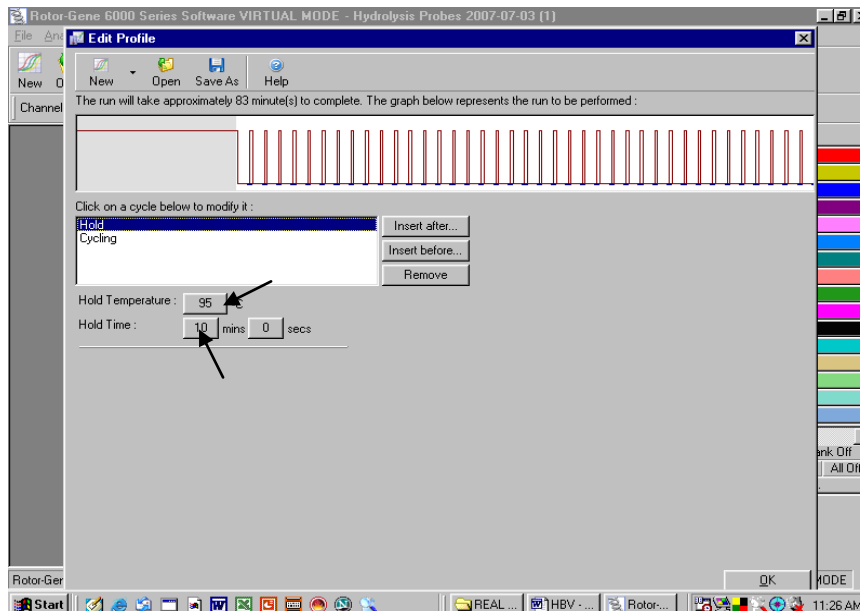 Rotor-Gene 6000 Series Software VIRTUAL MODE - Hydrolysis Probes 2007-07-03 (1)
File
Edit Profile
New
New Open Save As Help
Channel
The run will take approximately 83 minute(s) to complete. The graph below represents the run to be performed :
Click on a cycle below to modify it :
Hold
Cycling
Insert after...
Insert before...
Remove
Hold Temperature : 95
Hold Time : 10 mins 0 secs
Off
All Off
Rotor-Ger
OK
MODE
Start
REAL ...
HBV - ...
Rotor-...
11:26 AM